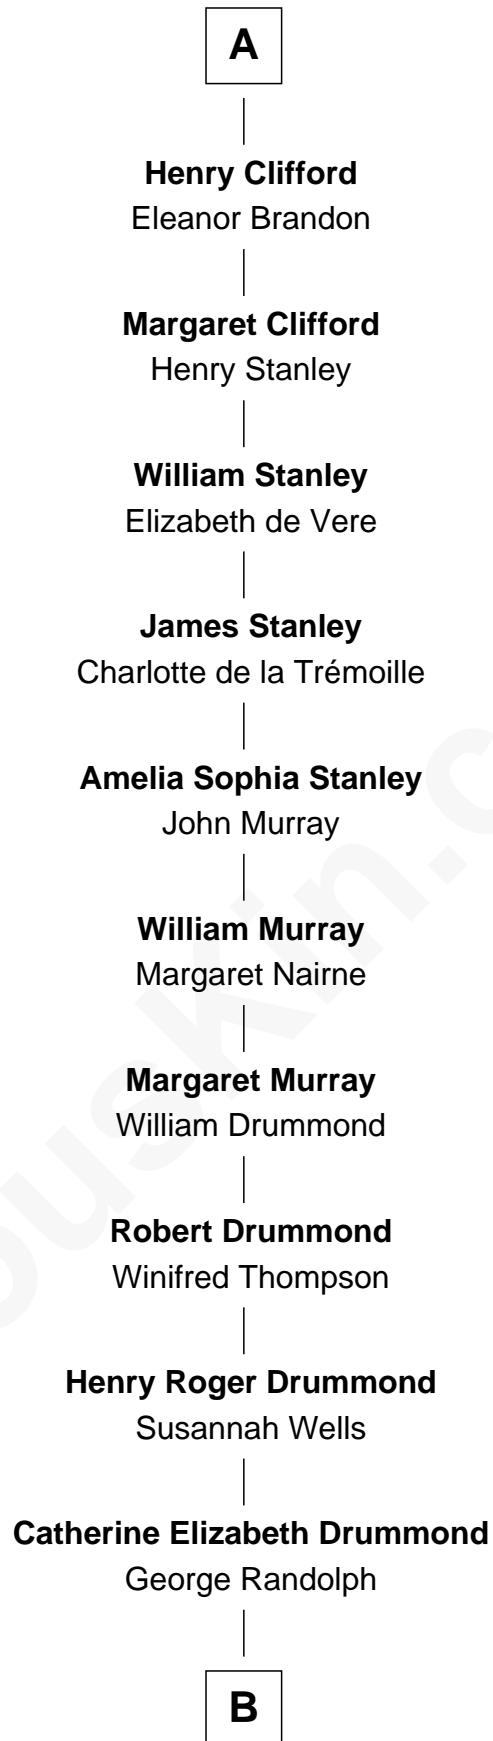 A
Henry Clifford
Eleanor Brandon
Margaret Clifford
Henry Stanley
William Stanley
Elizabeth de Vere
James Stanley
Charlotte de la Trémoille
Amelia Sophia Stanley
John Murray
William Murray
Margaret Nairne
Margaret Murray
William Drummond
Robert Drummond
Winifred Thompson
Henry Roger Drummond
Susannah Wells
Catherine Elizabeth Drummond
George Randolph
B